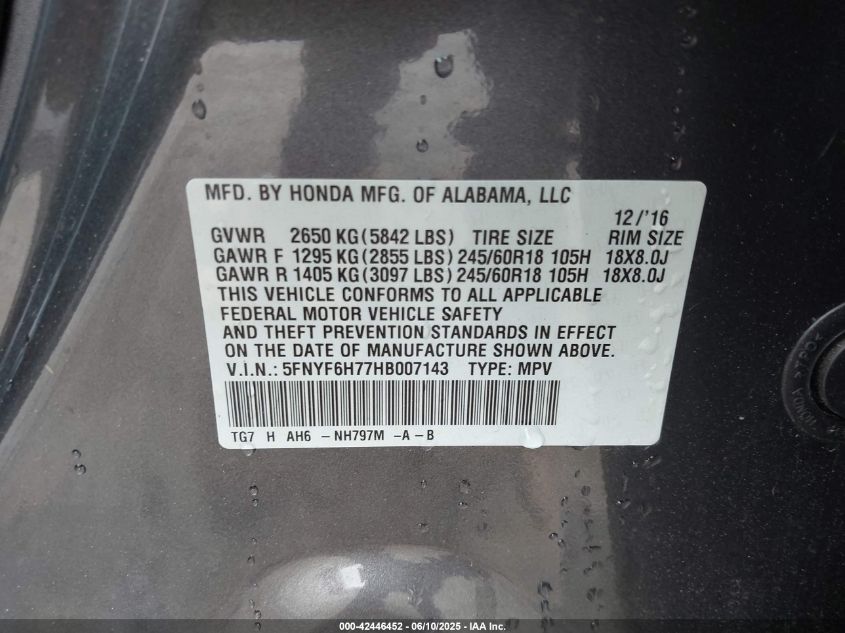 MFD. BY HONDA MFG. OF ALABAMA, LLC
12/'16
GVWR 2650 KG(5842 LBS) TIRE SIZE RIM SIZE
GAWR F 1295 KG(2855 LBS)245/60R18 105H 18X8.0J
GAWR R 1405 KG(3097 LBS)245/60R18 105H 18X8.0J
THIS VEHICLE CONFORMS TO ALL APPLICABLE
FEDERAL MOTOR VEHICLE SAFETY
AND THEFT PREVENTION STANDARDS IN EFFECT
ON THE DATE OF MANUFACTURE SHOWN ABOVE.
V.I.N.: 5FNYF6H77HB007143 TYPE: MPV
TG7 H AH6 - NH797M -A - B
000-42446452 - 06/10/2025 - IAA Inc.